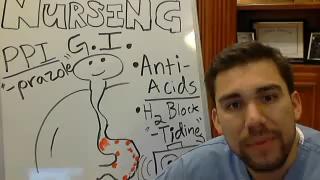 NURSING
G.I.
PPI
"-prazole"
• Anti-
Acids
• H2 Block
"-Tidine"